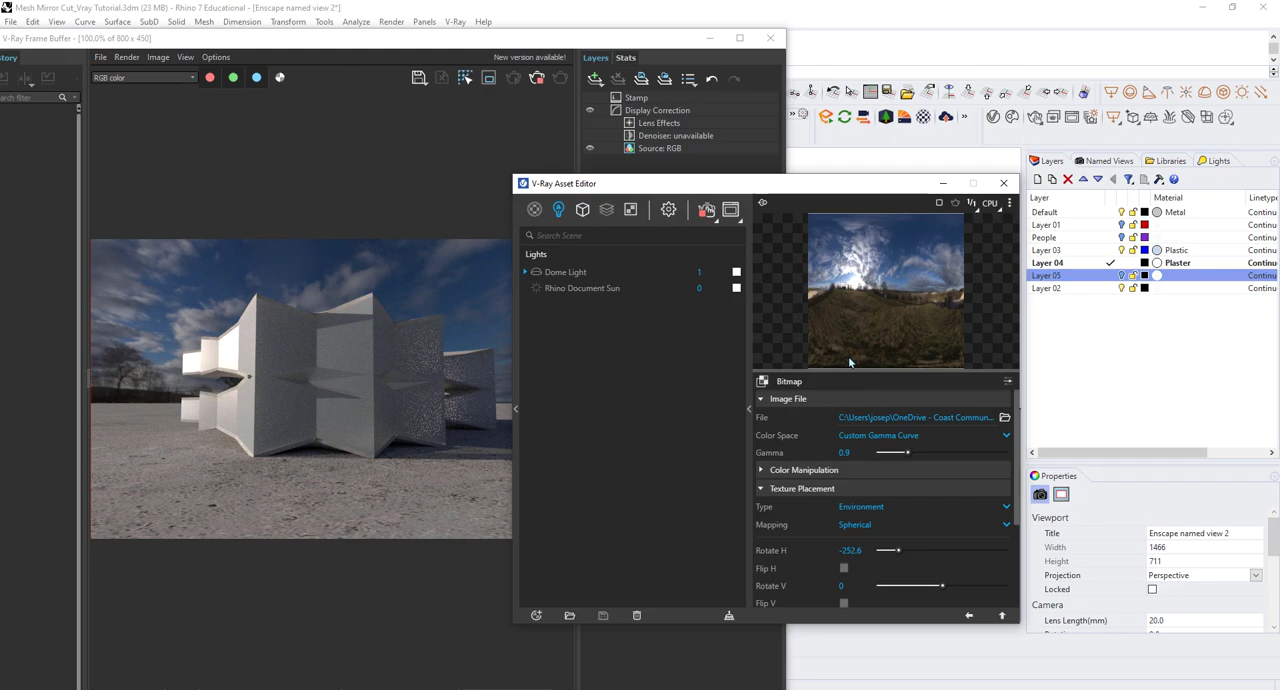 Mesh Mirror Cut_Vray Tutorial.3dm (23 MB) - Rhino 7 Educational - [Enscape named view 2*]
File Edit View Curve Surface SubD Solid Mesh Dimension Transform Tools Analyze Render Panels V-Ray Help
V-Ray Frame Buffer - [100.0% of 800 x 450]
story
File Render Image View Options
New version available!
Layers Stats
RGB color
earch filter
Stamp
Display Correction
Lens Effects
Denoiser: unavailable
Source: RGB
V-Ray Asset Editor
1/1 CPU
Search Scene
Lights
Dome Light 1
Rhino Document Sun 0
Bitmap
Image File
File C:\Users\josep\OneDrive - Coast Commun...
Color Space Custom Gamma Curve
Gamma 0.9
Color Manipulation
Texture Placement
Type Environment
Mapping Spherical
Rotate H -252.6
Flip H
Rotate V 0
Flip V
Layers Named Views Libraries Lights
Layer Material Linetype
Default Metal Continu
Layer 01 Continu
People Continu
Layer 03 Plastic Continu
Layer 04 Plaster Continu
Layer 05 Continu
Layer 02 Continu
Properties
Viewport
Title Enscape named view 2
Width 1466
Height 711
Projection Perspective
Locked
Camera
Lens Length(mm) 20.0